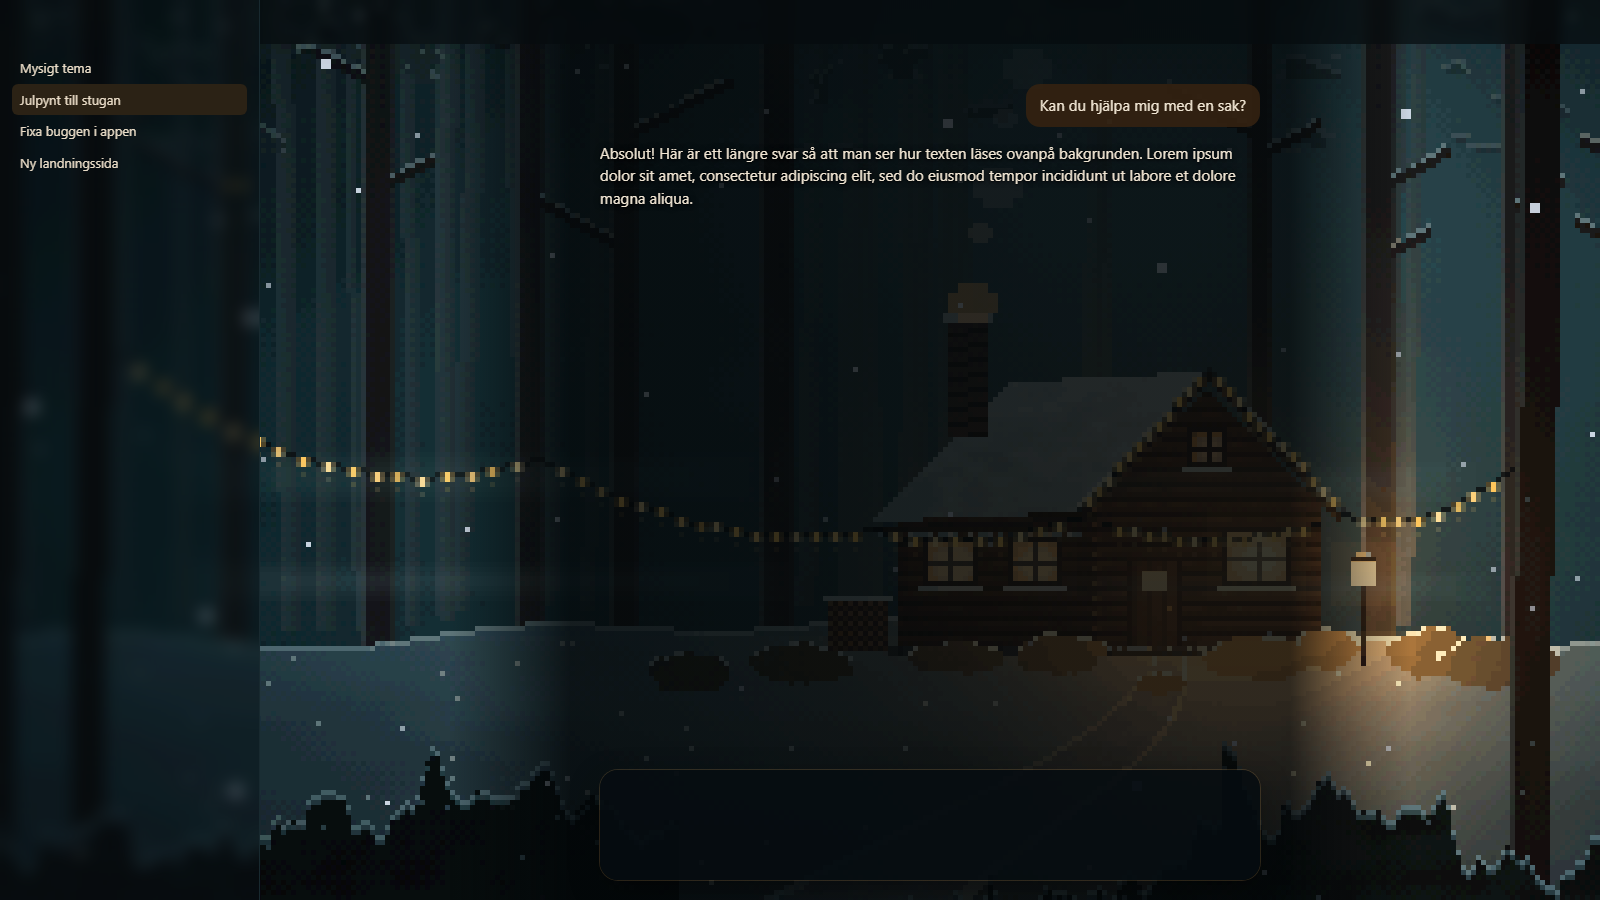 Mysigt tema
Julpynt till stugan
Fixa buggen i appen
Ny landningssida
Kan du hjälpa mig med en sak?
Absolut! Här är ett längre svar så att man ser hur texten läses ovanpå bakgrunden. Lorem ipsum
dolor sit amet, consectetur adipiscing elit, sed do eiusmod tempor incididunt ut labore et dolore
magna aliqua.